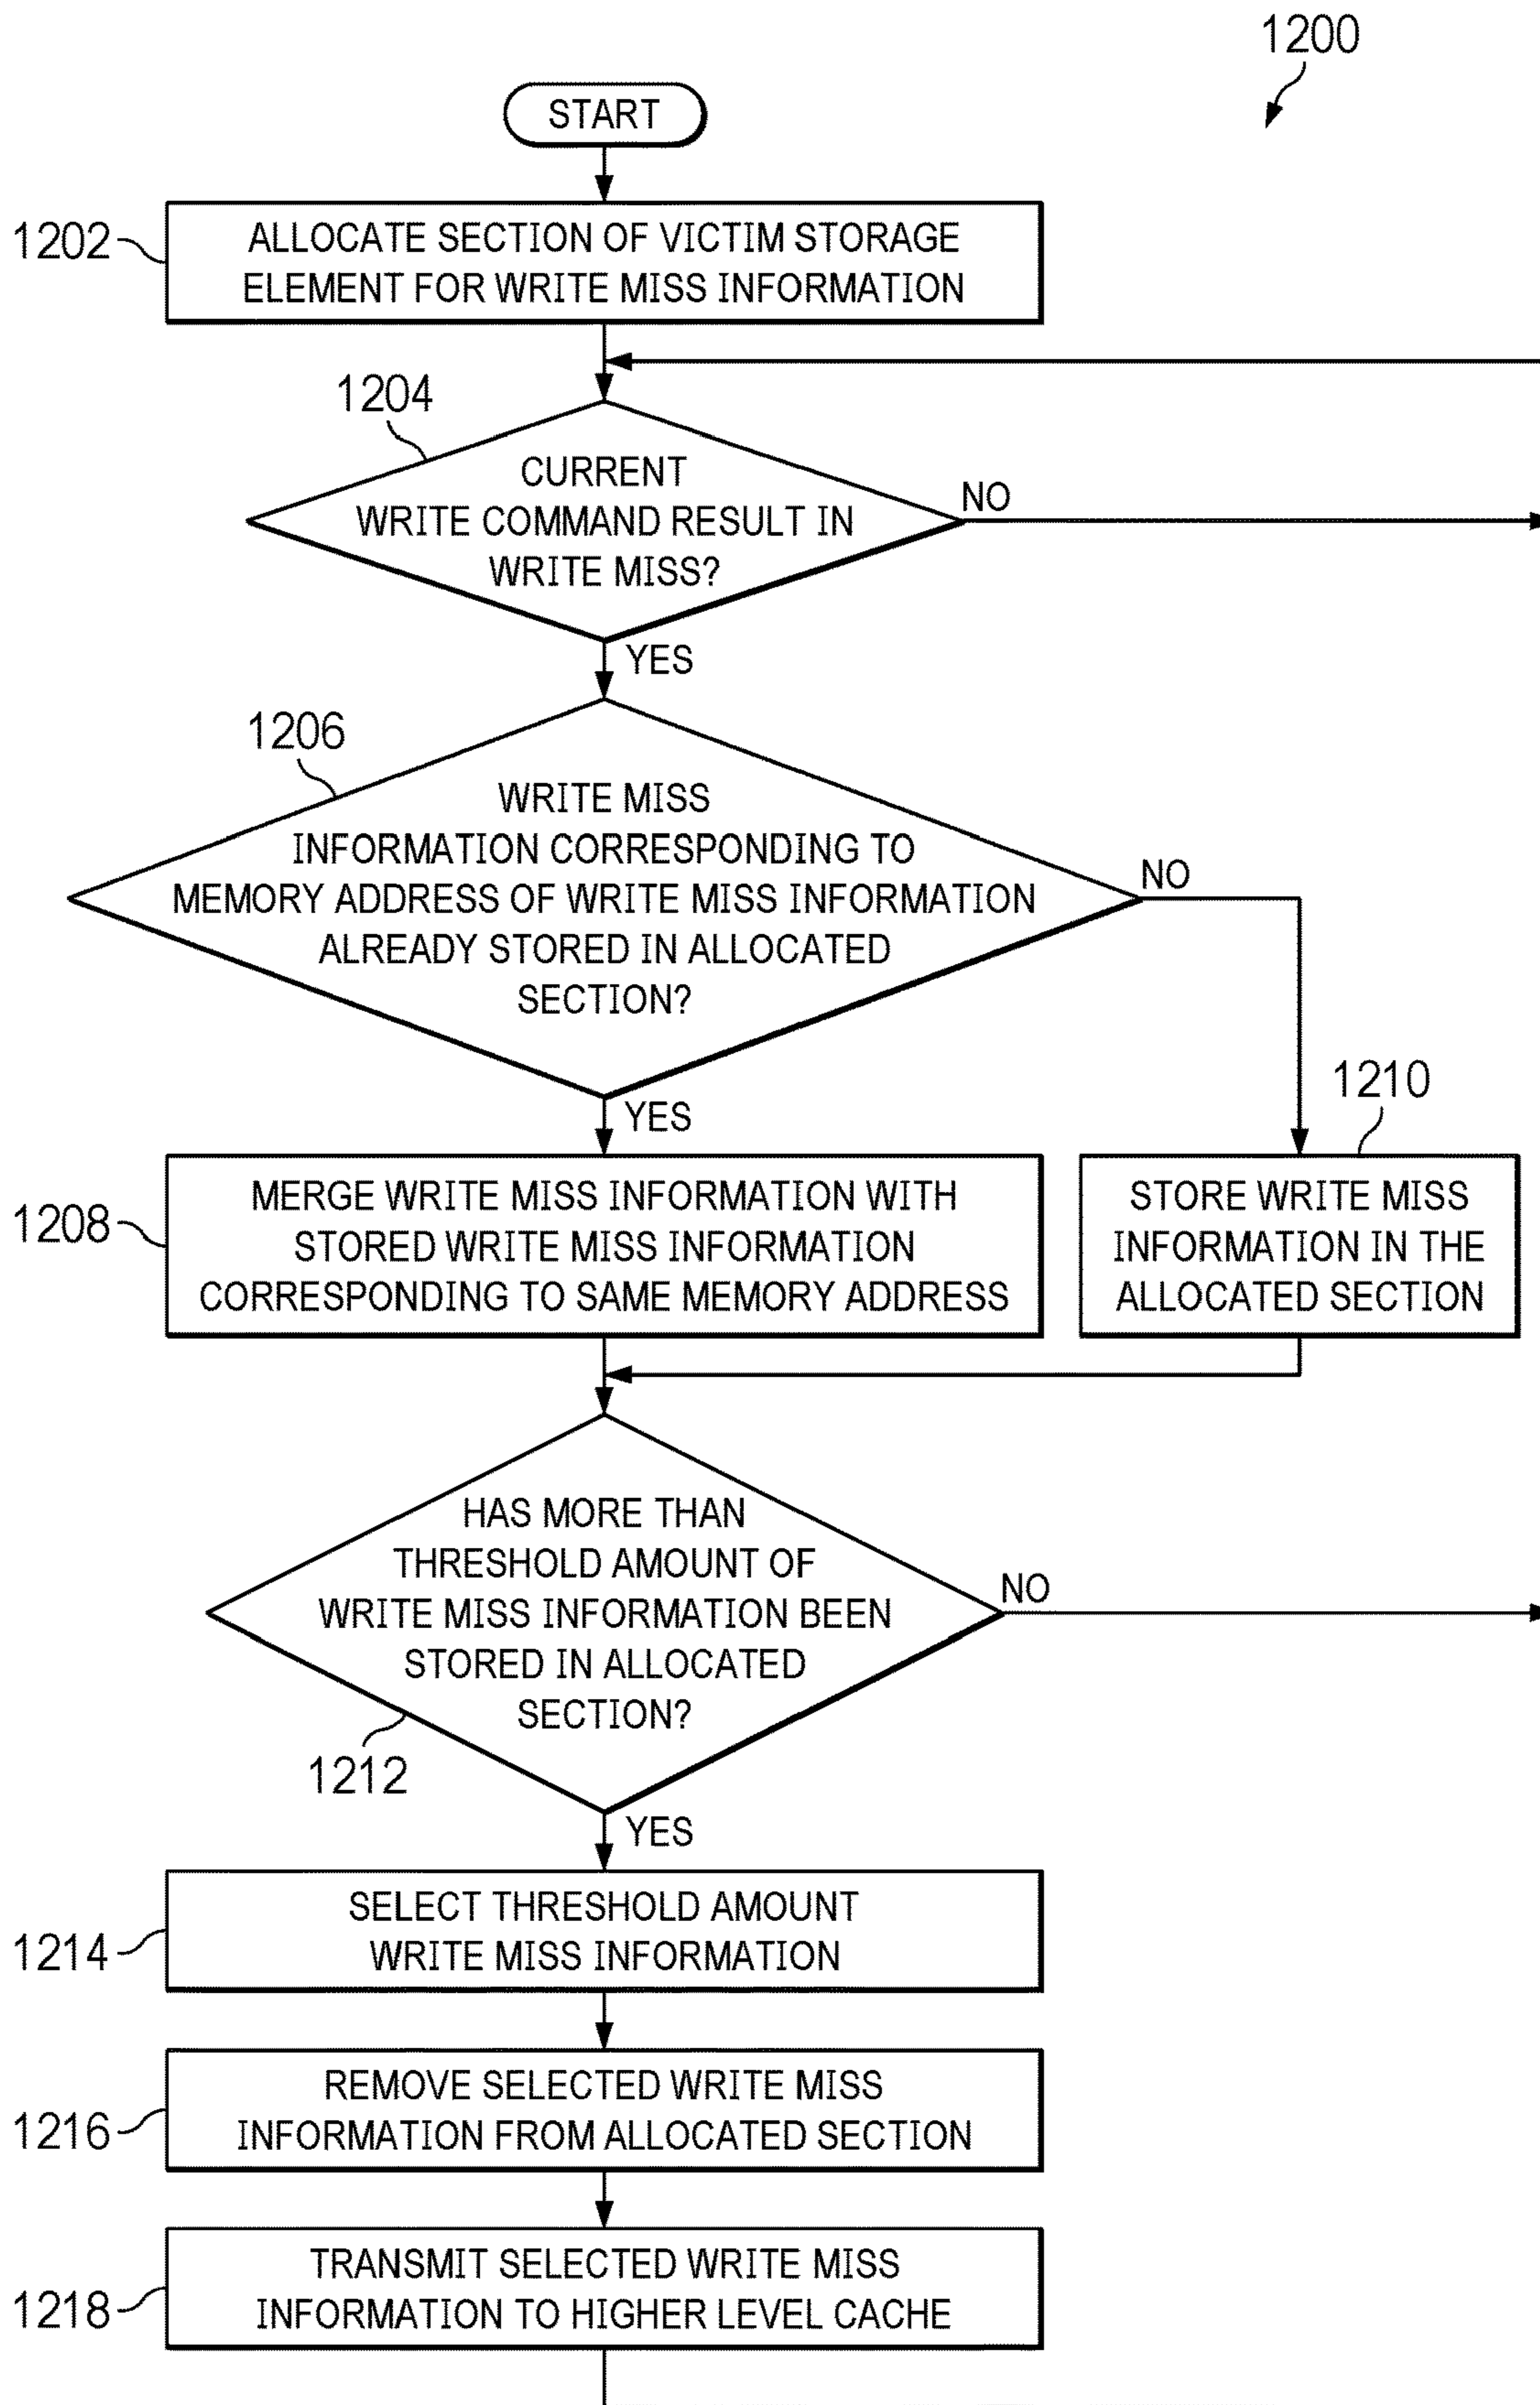 1200
START
1202
ALLOCATE SECTION OF VICTIM STORAGE
ELEMENT FOR WRITE MISS INFORMATION
1204
CURRENT
WRITE COMMAND RESULT IN
WRITE MISS?
NO
YES
1206
WRITE MISS
INFORMATION CORRESPONDING TO
MEMORY ADDRESS OF WRITE MISS INFORMATION
ALREADY STORED IN ALLOCATED
SECTION?
NO
YES
1208
MERGE WRITE MISS INFORMATION WITH
STORED WRITE MISS INFORMATION
CORRESPONDING TO SAME MEMORY ADDRESS
1210
STORE WRITE MISS
INFORMATION IN THE
ALLOCATED SECTION
HAS MORE THAN
THRESHOLD AMOUNT OF
WRITE MISS INFORMATION BEEN
STORED IN ALLOCATED
SECTION?
NO
1212
YES
1214
SELECT THRESHOLD AMOUNT
WRITE MISS INFORMATION
1216
REMOVE SELECTED WRITE MISS
INFORMATION FROM ALLOCATED SECTION
1218
TRANSMIT SELECTED WRITE MISS
INFORMATION TO HIGHER LEVEL CACHE